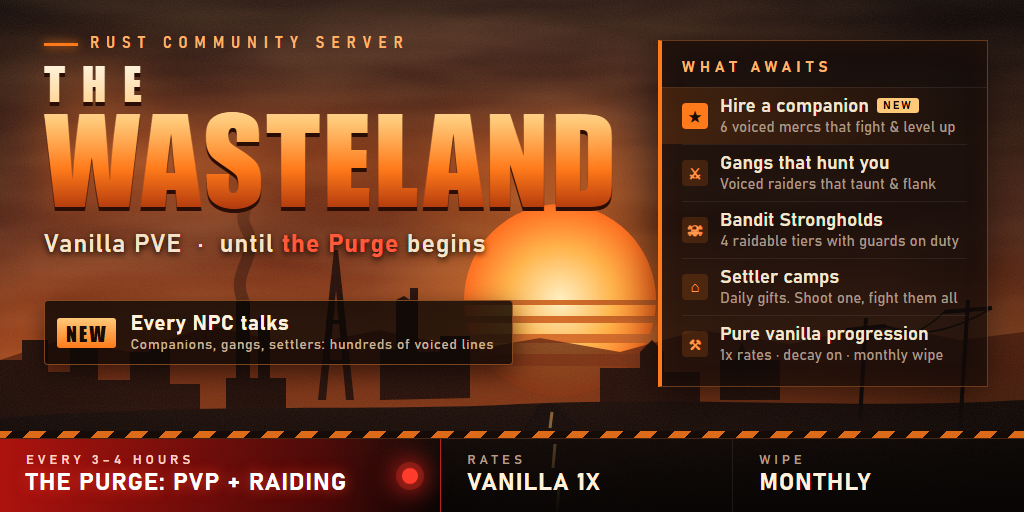 RUST COMMUNITY SERVER
THE
WASTELAND
Vanilla PVE · until the Purge begins
NEW
Every NPC talks
Companions, gangs, settlers: hundreds of voiced lines
WHAT AWAITS
Hire a companion NEW
6 voiced mercs that fight & level up
Gangs that hunt you
Voiced raiders that taunt & flank
Bandit Strongholds
4 raidable tiers with guards on duty
Settler camps
Daily gifts. Shoot one, fight them all
Pure vanilla progression
1x rates · decay on · monthly wipe
EVERY 3–4 HOURS
THE PURGE: PVP + RAIDING
RATES
VANILLA 1X
WIPE
MONTHLY